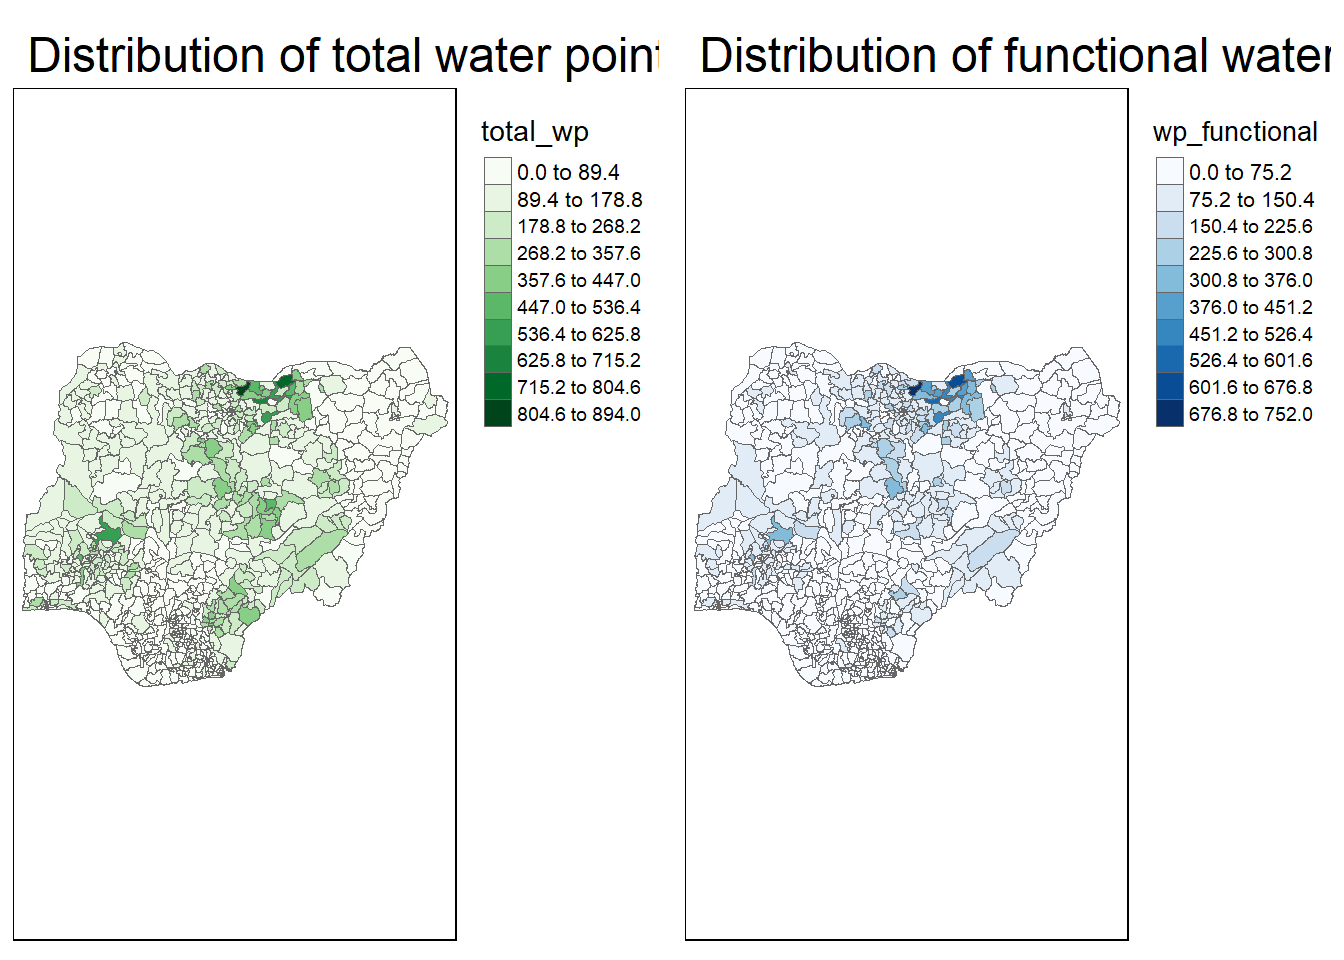 Distribution of total water point
total_wp
0.0 to 89.4
89.4 to 178.8
178.8 to 268.2
268.2 to 357.6
357.6 to 447.0
447.0 to 536.4
536.4 to 625.8
625.8 to 715.2
715.2 to 804.6
804.6 to 894.0
Distribution of functional water
wp_functional
0.0 to 75.2
75.2 to 150.4
150.4 to 225.6
225.6 to 300.8
300.8 to 376.0
376.0 to 451.2
451.2 to 526.4
526.4 to 601.6
601.6 to 676.8
676.8 to 752.0